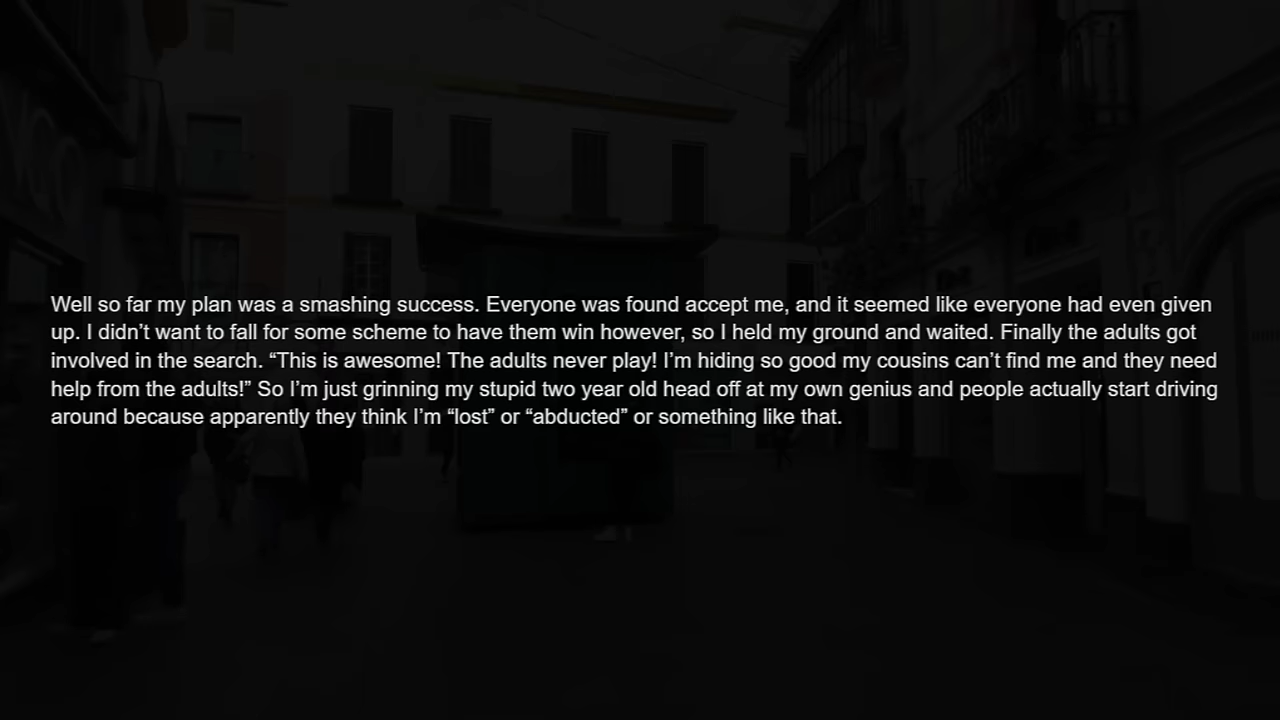 Well so far my plan was a smashing success. Everyone was found accept me, and it seemed like everyone had even given
up. I didn’t want to fall for some scheme to have them win however, so I held my ground and waited. Finally the adults got
involved in the search. “This is awesome! The adults never play! I’m hiding so good my cousins can’t find me and they need
help from the adults!” So I’m just grinning my stupid two year old head off at my own genius and people actually start driving
around because apparently they think I’m “lost” or “abducted” or something like that.